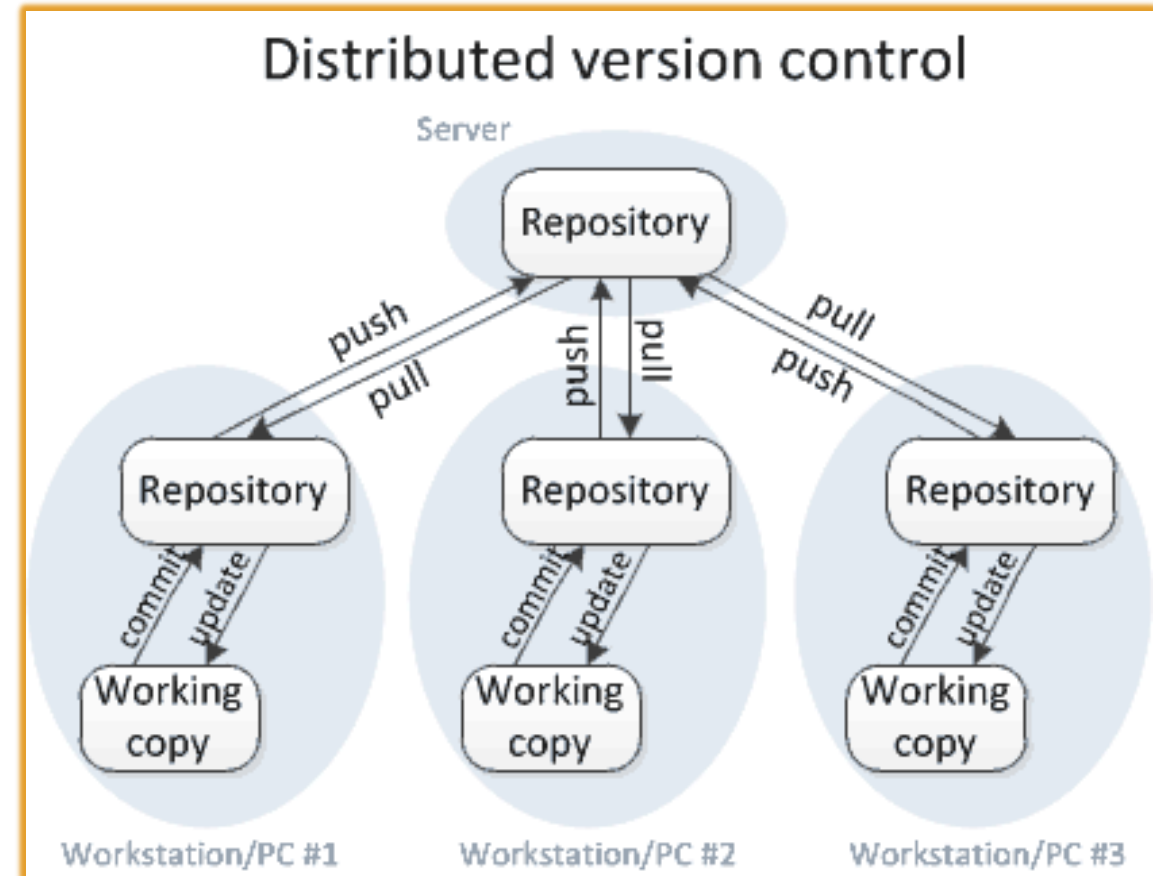 Distributed version control
Server
Repository
push
pull
push
pull
pull
push
Repository
Repository
Repository
commit
update
commit
update
commit
update
Working
copy
Working
copy
Working
copy
Workstation/PC #1
Workstation/PC #2
Workstation/PC #3